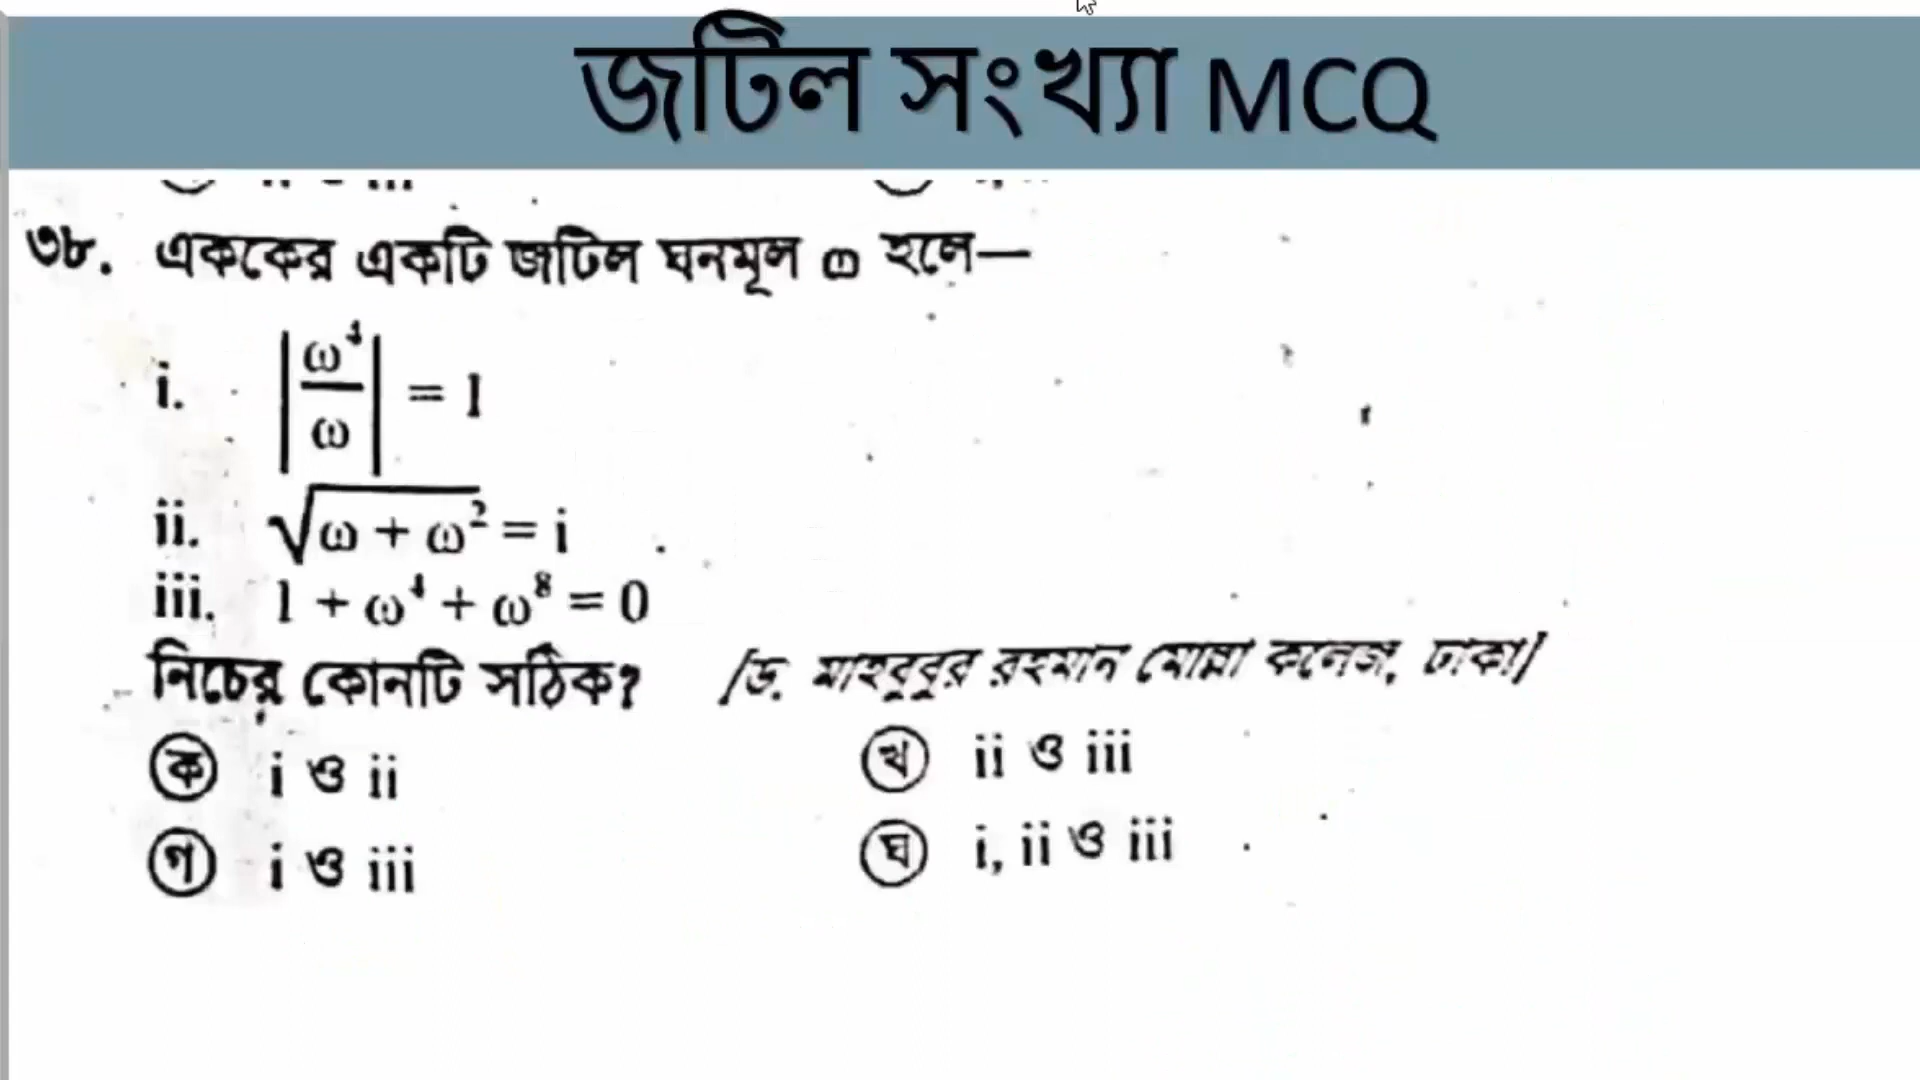 জটিল সংখ্যা MCQ
৩৮. এককের একটি জটিল ঘনমূল ω হলে—
i. |ω⁴/ω| = 1
ii. √(ω + ω²) = i
iii. 1 + ω⁴ + ω⁸ = 0
নিচের কোনটি সঠিক? [ড. মাহবুবুর রহমান মোল্লা কলেজ, ঢাকা]
ক i ও ii খ ii ও iii
গ i ও iii ঘ i, ii ও iii